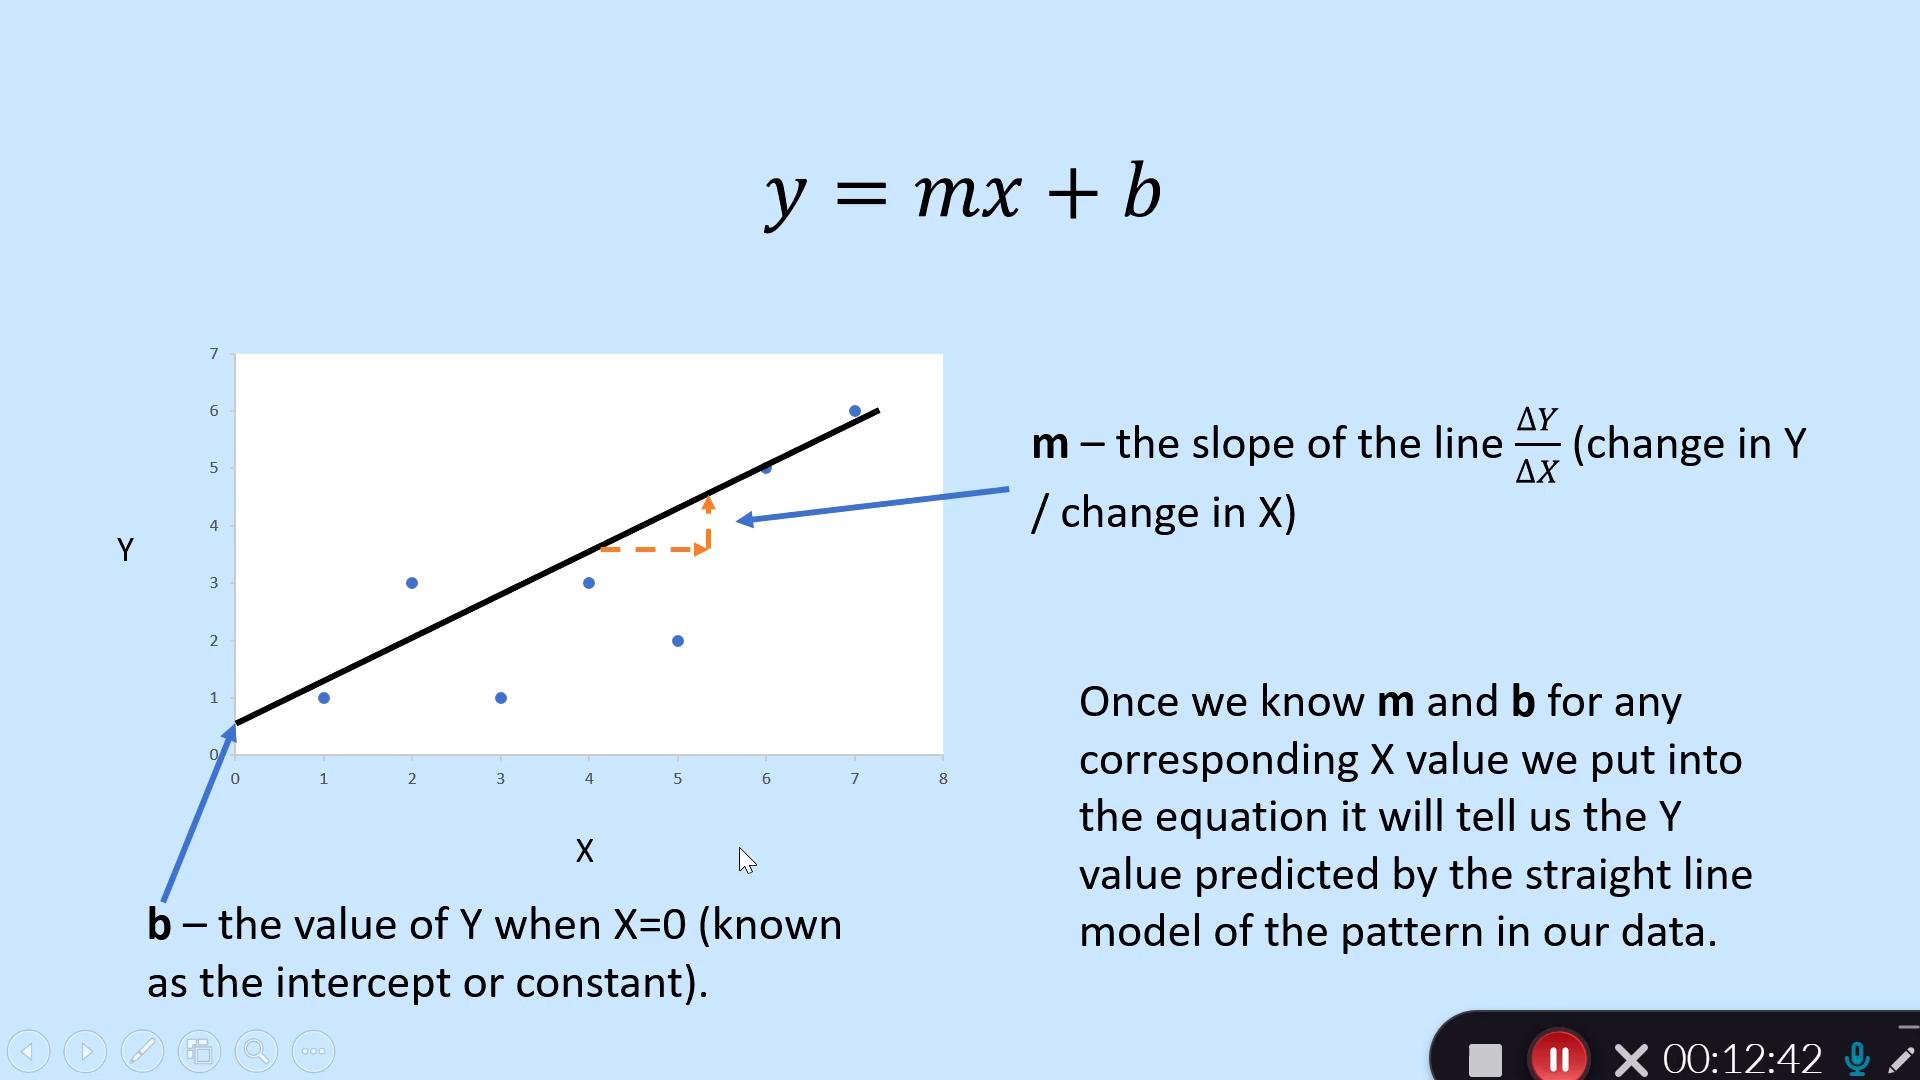 y = mx + b
7
6
5
4
3
2
1
0
0 1 2 3 4 5 6 7 8
Y
X
m – the slope of the line ΔY/ΔX (change in Y
/ change in X)
Once we know m and b for any
corresponding X value we put into
the equation it will tell us the Y
value predicted by the straight line
model of the pattern in our data.
b – the value of Y when X=0 (known
as the intercept or constant).
00:12:42